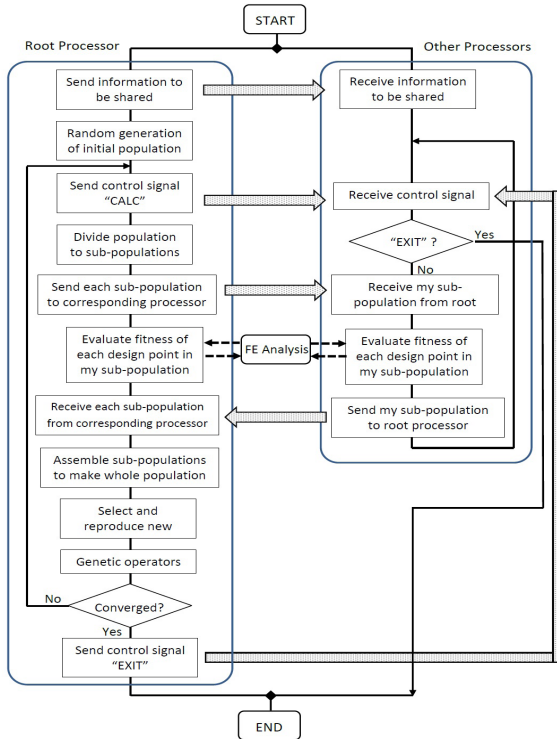 START
Root Processor
Other Processors
Send information to
be shared
Receive information
to be shared
Random generation
of initial population
Send control signal
“CALC”
Receive control signal
Divide population
to sub-populations
“EXIT” ?
Yes
No
Send each sub-population
to corresponding processor
Receive my sub-
population from root
Evaluate fitness of
each design point in
my sub-population
FE Analysis
Evaluate fitness of
each design point in
my sub-population
Receive each sub-population
from corresponding processor
Send my sub-population
to root processor
Assemble sub-populations
to make whole population
Select and
reproduce new
Genetic operators
No
Converged?
Yes
Send control signal
“EXIT”
END